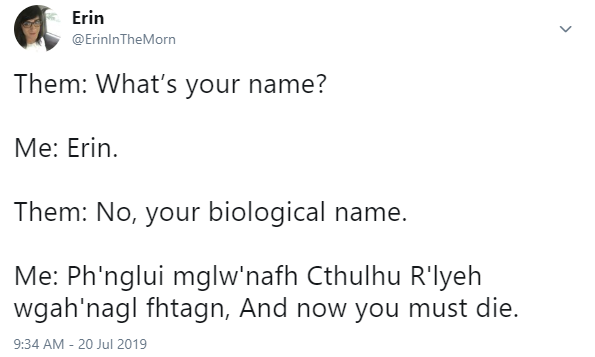 Erin
@ErinInTheMorn
Them: What's your name?
Me: Erin.
Them: No, your biological name.
Me: Ph'nglui mglw'nafh Cthulhu R'lyeh
wgah'nagl fhtagn, And now you must die.
9:34 AM - 20 Jul 2019